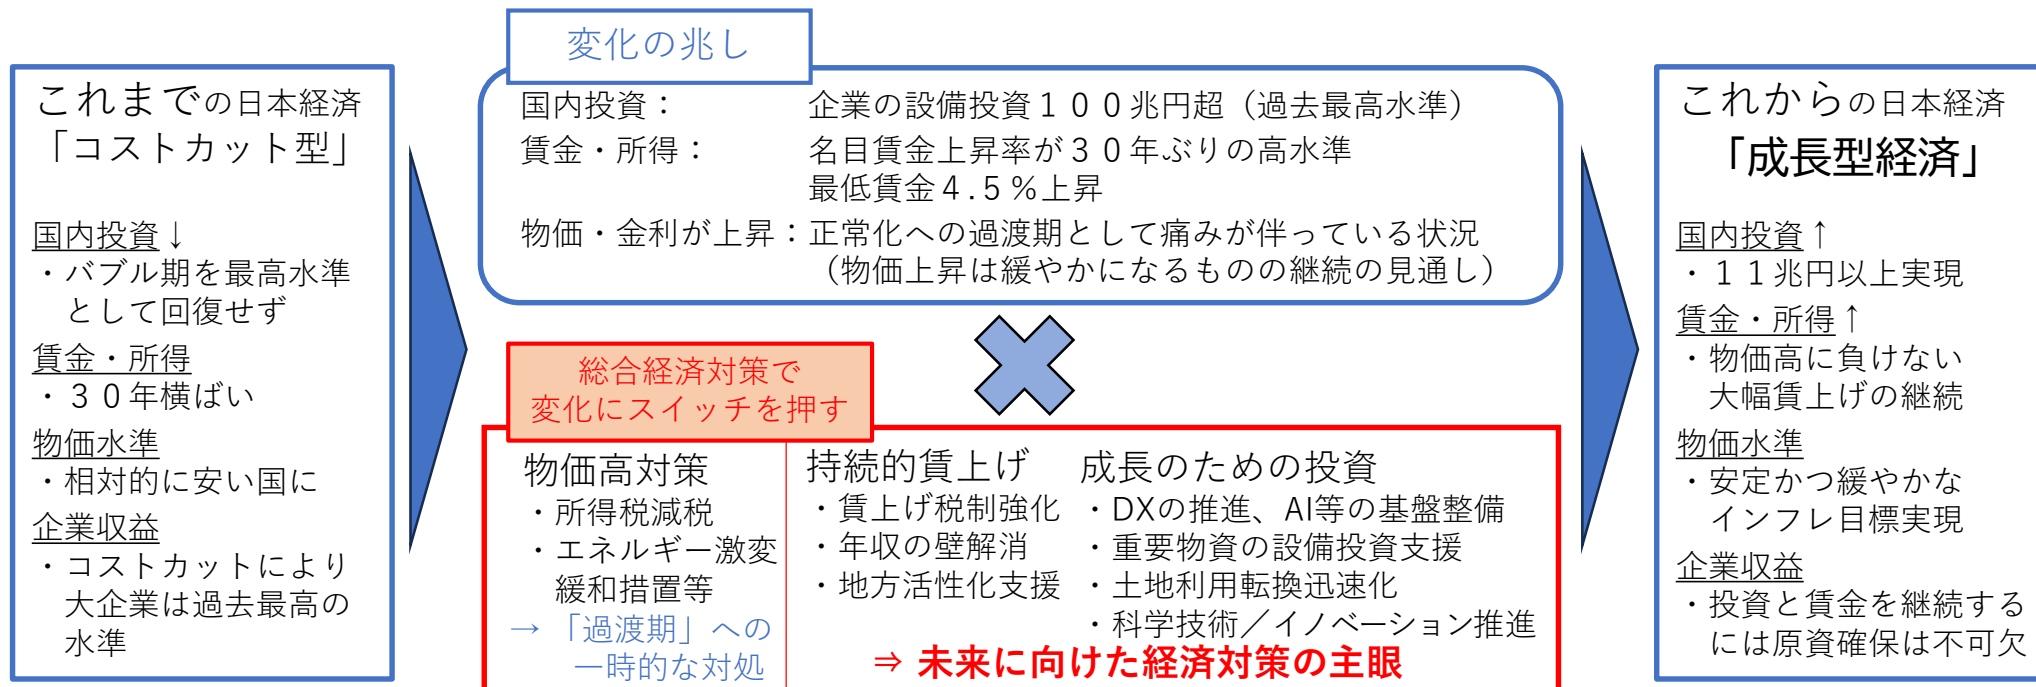 これまでの日本経済
「コストカット型」
国内投資↓
・バブル期を最高水準
として回復せず
賃金・所得
・３０年横ばい
物価水準
・相対的に安い国に
企業収益
・コストカットにより
大企業は過去最高の
水準
変化の兆し
国内投資： 企業の設備投資１００兆円超（過去最高水準）
賃金・所得： 名目賃金上昇率が３０年ぶりの高水準
最低賃金４.５％上昇
物価・金利が上昇：正常化への過渡期として痛みが伴っている状況
（物価上昇は緩やかになるものの継続の見通し）
総合経済対策で
変化にスイッチを押す
物価高対策
・所得税減税
・エネルギー激変
緩和措置等
→「過渡期」への
一時的な対処
持続的賃上げ
・賃上げ税制強化
・年収の壁解消
・地方活性化支援
成長のための投資
・DXの推進、AI等の基盤整備
・重要物資の設備投資支援
・土地利用転換迅速化
・科学技術／イノベーション推進
⇒ 未来に向けた経済対策の主眼
これからの日本経済
「成長型経済」
国内投資↑
・１１兆円以上実現
賃金・所得↑
・物価高に負けない
大幅賃上げの継続
物価水準
・安定かつ緩やかな
インフレ目標実現
企業収益
・投資と賃金を継続する
には原資確保は不可欠